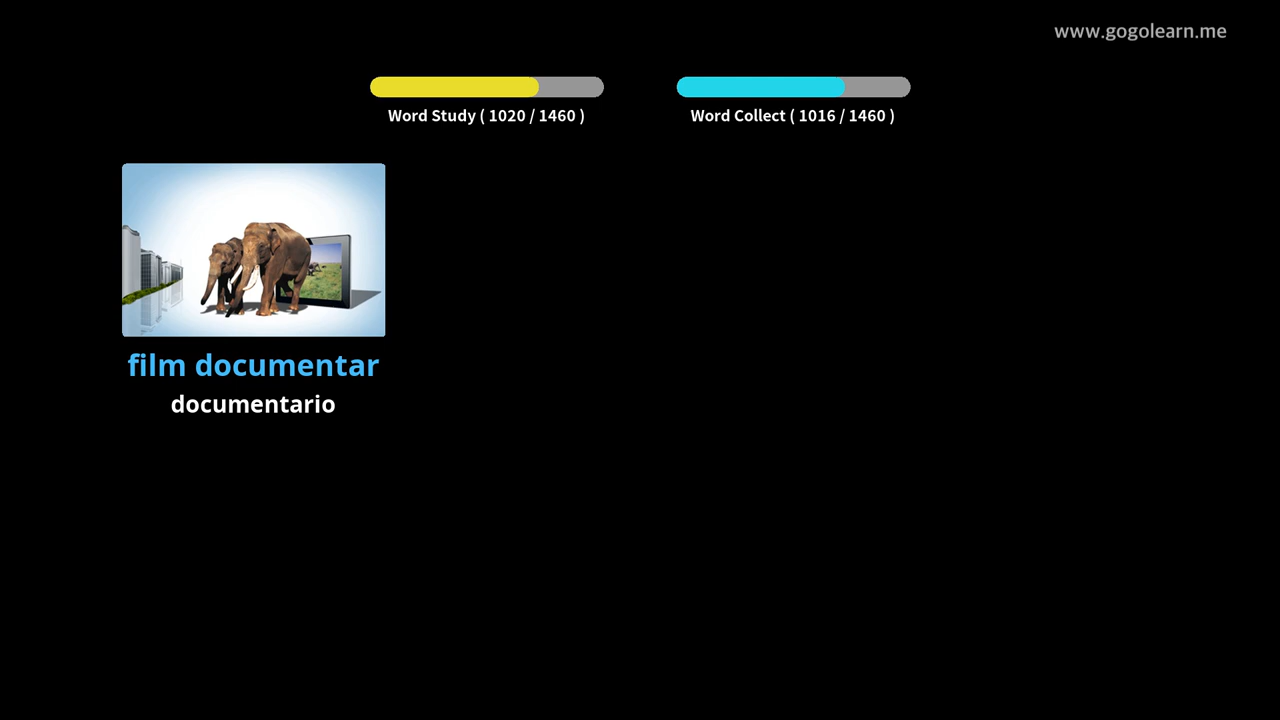 www.gogolearn.me
Word Study ( 1020 / 1460 )
Word Collect ( 1016 / 1460 )
film documentar
documentario